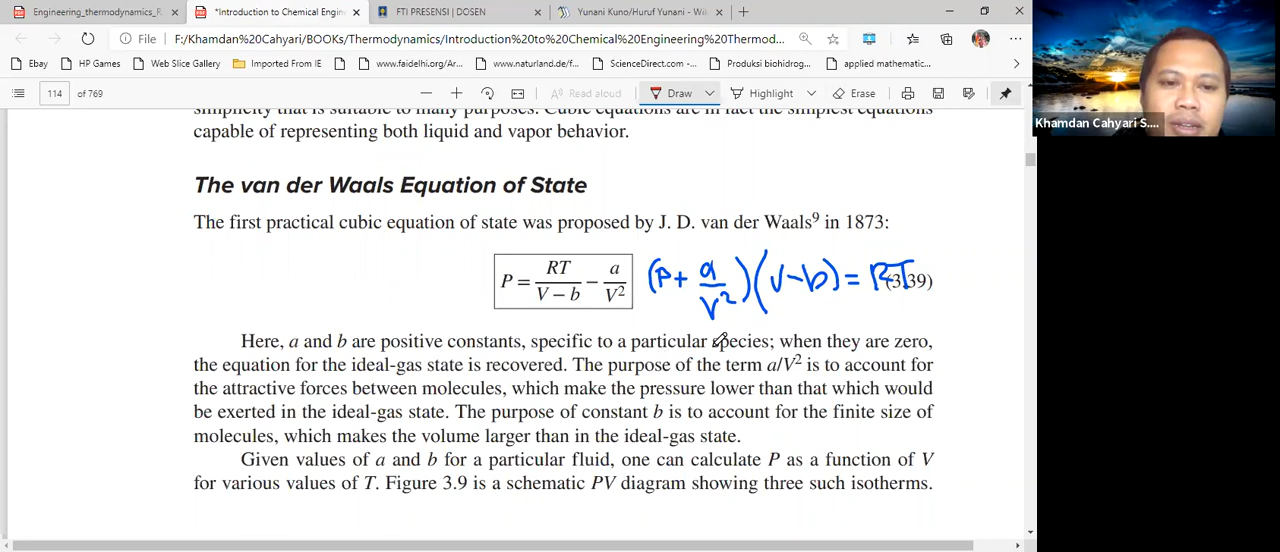 Engineering_thermodynamics_R
*Introduction to Chemical Engin
FTI PRESENSI | DOSEN
Yunani Kuno/Huruf Yunani - Wik
File
F:/Khamdan%20Cahyari/BOOKs/Thermodynamics/Introduction%20to%20Chemical%20Engineering%20Thermod...
Ebay
HP Games
Web Slice Gallery
Imported From IE
www.faidelhi.org/Ar...
www.naturland.de/f...
ScienceDirect.com -...
Produksi biohidrog...
applied mathematic...
114 of 769
Read aloud
Draw
Highlight
Erase
Khamdan Cahyari S....
simplicity that is suitable to many purposes. Cubic equations are in fact the simplest equations
capable of representing both liquid and vapor behavior.
The van der Waals Equation of State
The first practical cubic equation of state was proposed by J. D. van der Waals⁹ in 1873:
P = RT/(V − b) − a/V² (P + a/V²)(V − b) = RT (3.39)
Here, a and b are positive constants, specific to a particular species; when they are zero,
the equation for the ideal-gas state is recovered. The purpose of the term a/V² is to account for
the attractive forces between molecules, which make the pressure lower than that which would
be exerted in the ideal-gas state. The purpose of constant b is to account for the finite size of
molecules, which makes the volume larger than in the ideal-gas state.
Given values of a and b for a particular fluid, one can calculate P as a function of V
for various values of T. Figure 3.9 is a schematic PV diagram showing three such isotherms.